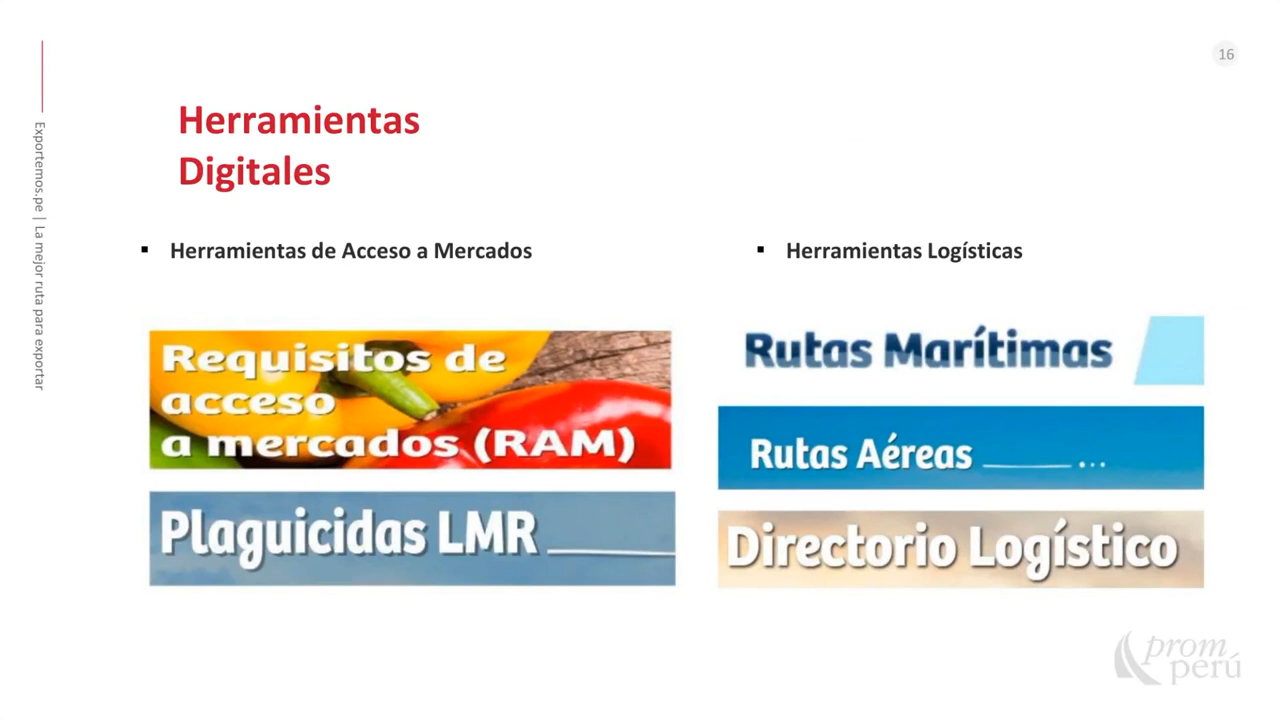 16
Exportemos.pe | La mejor ruta para exportar
Herramientas
Digitales
▪ Herramientas de Acceso a Mercados
Requisitos de
acceso
a mercados (RAM)
Plaguicidas LMR
▪ Herramientas Logísticas
Rutas Marítimas
Rutas Aéreas ...
Directorio Logístico
prom
perú